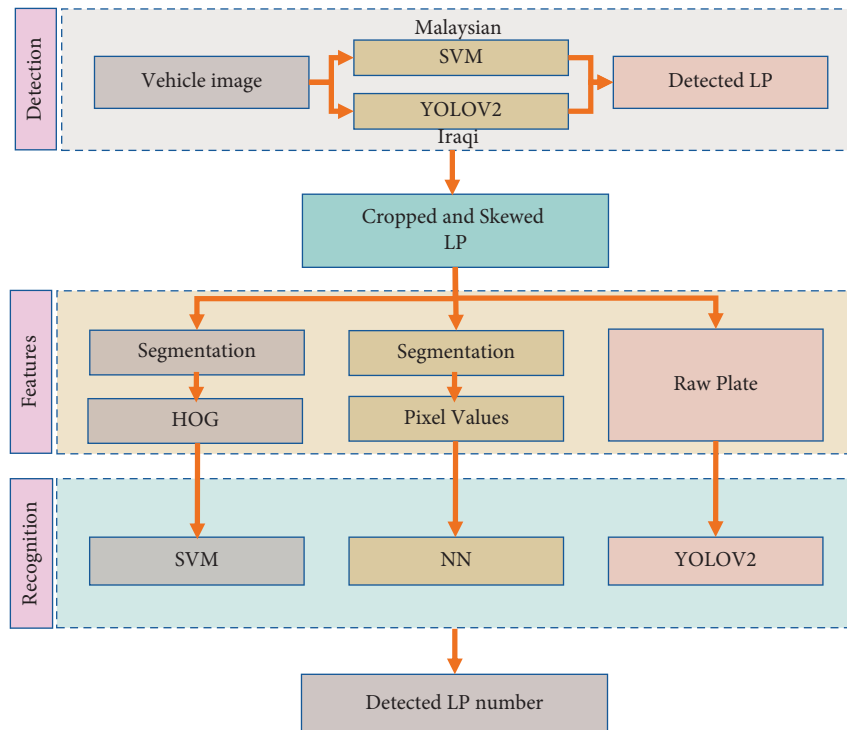 Detection
Malaysian
Vehicle image
SVM
Detected LP
YOLOV2
Iraqi
Cropped and Skewed
LP
Features
Segmentation
Segmentation
Raw Plate
HOG
Pixel Values
Recognition
SVM
NN
YOLOV2
Detected LP number